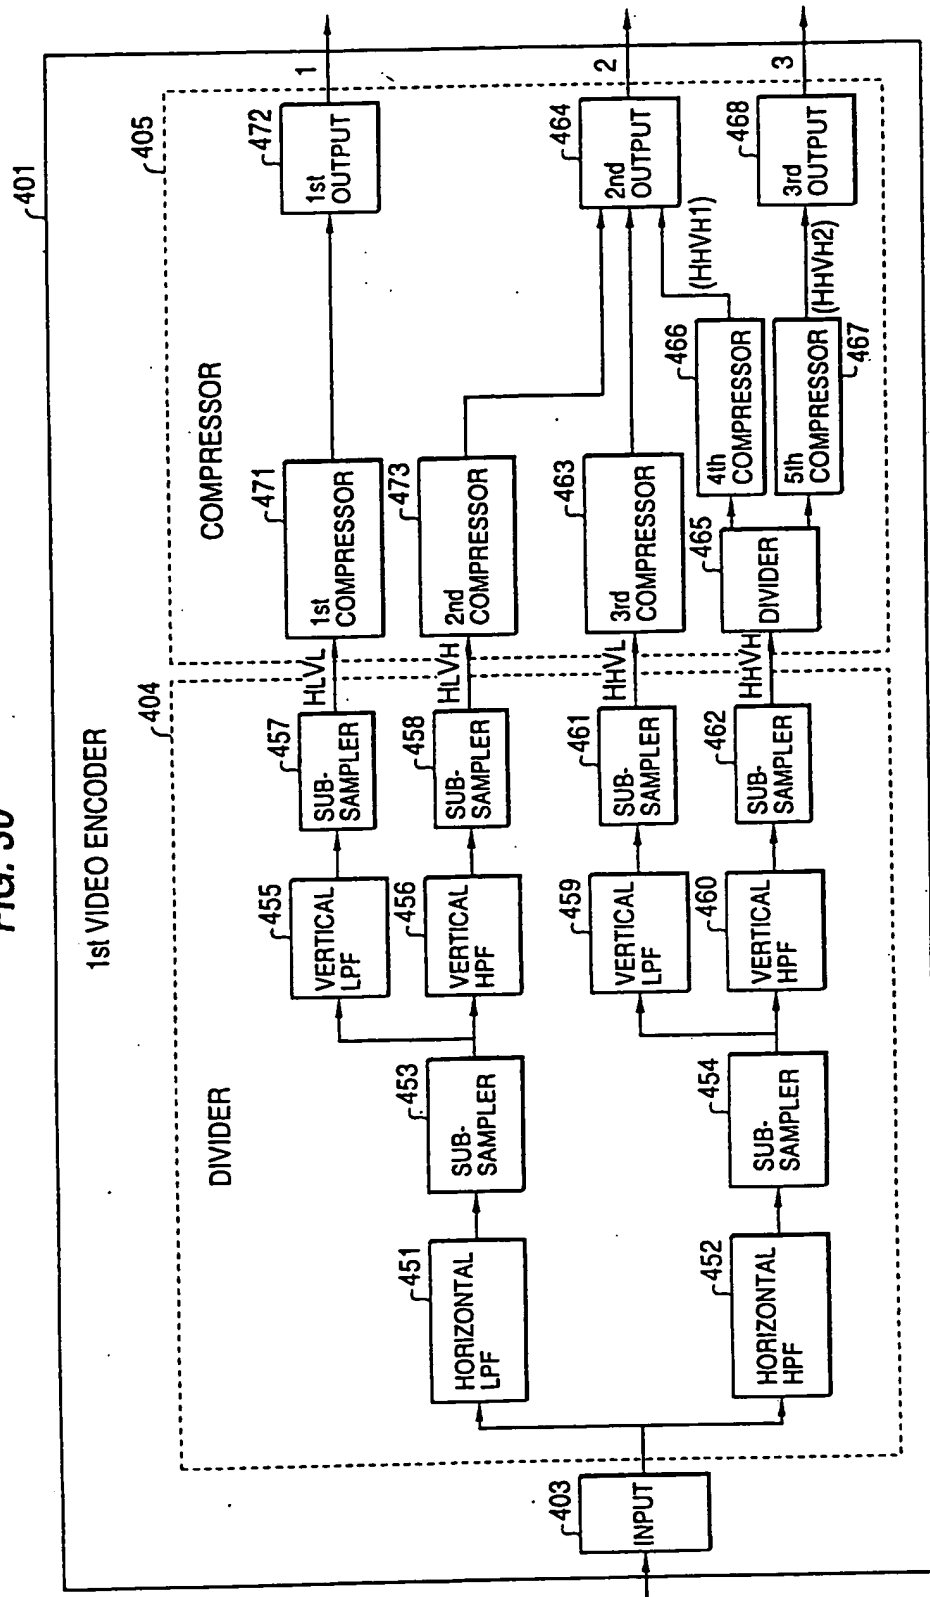 FIG. 30
1st VIDEO ENCODER
401
403
INPUT
404
DIVIDER
451
HORIZONTAL
LPF
452
HORIZONTAL
HPF
453
SUB-
SAMPLER
454
SUB-
SAMPLER
455
VERTICAL
LPF
456
VERTICAL
HPF
459
VERTICAL
LPF
460
VERTICAL
HPF
457
SUB-
SAMPLER
458
SUB-
SAMPLER
461
SUB-
SAMPLER
462
SUB-
SAMPLER
HLVL
HLVH
HHVL
HHVH
405
COMPRESSOR
471
1st
COMPRESSOR
473
2nd
COMPRESSOR
463
3rd
COMPRESSOR
465
DIVIDER
466
4th
COMPRESSOR
5th
COMPRESSOR
467
(HHVH1)
(HHVH2)
472
1st
OUTPUT
464
2nd
OUTPUT
468
3rd
OUTPUT
1
2
3